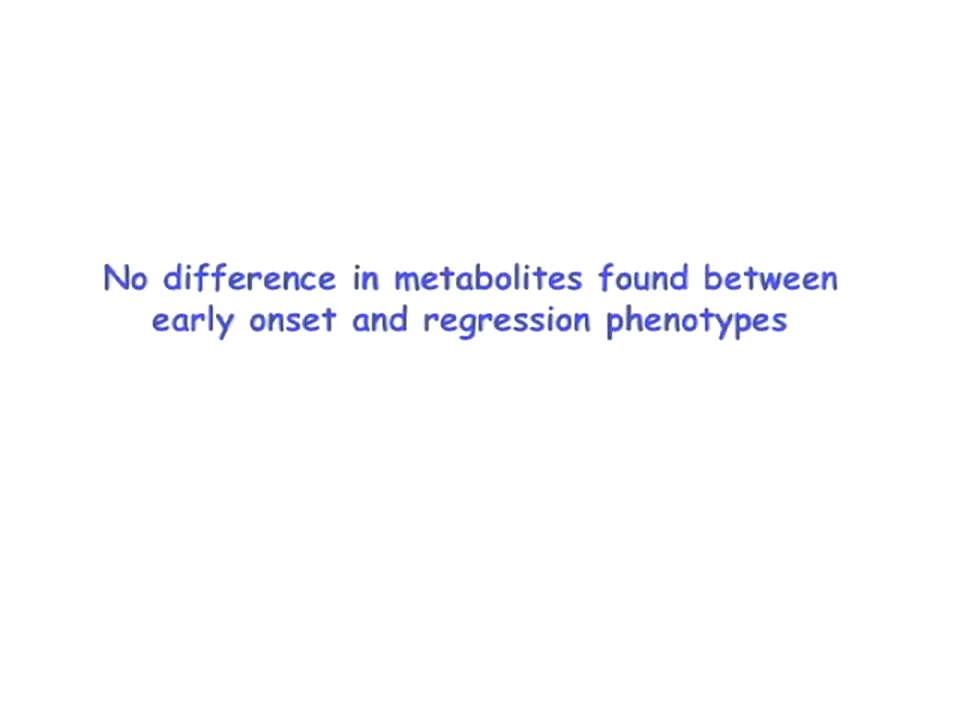 No difference in metabolites found between
early onset and regression phenotypes